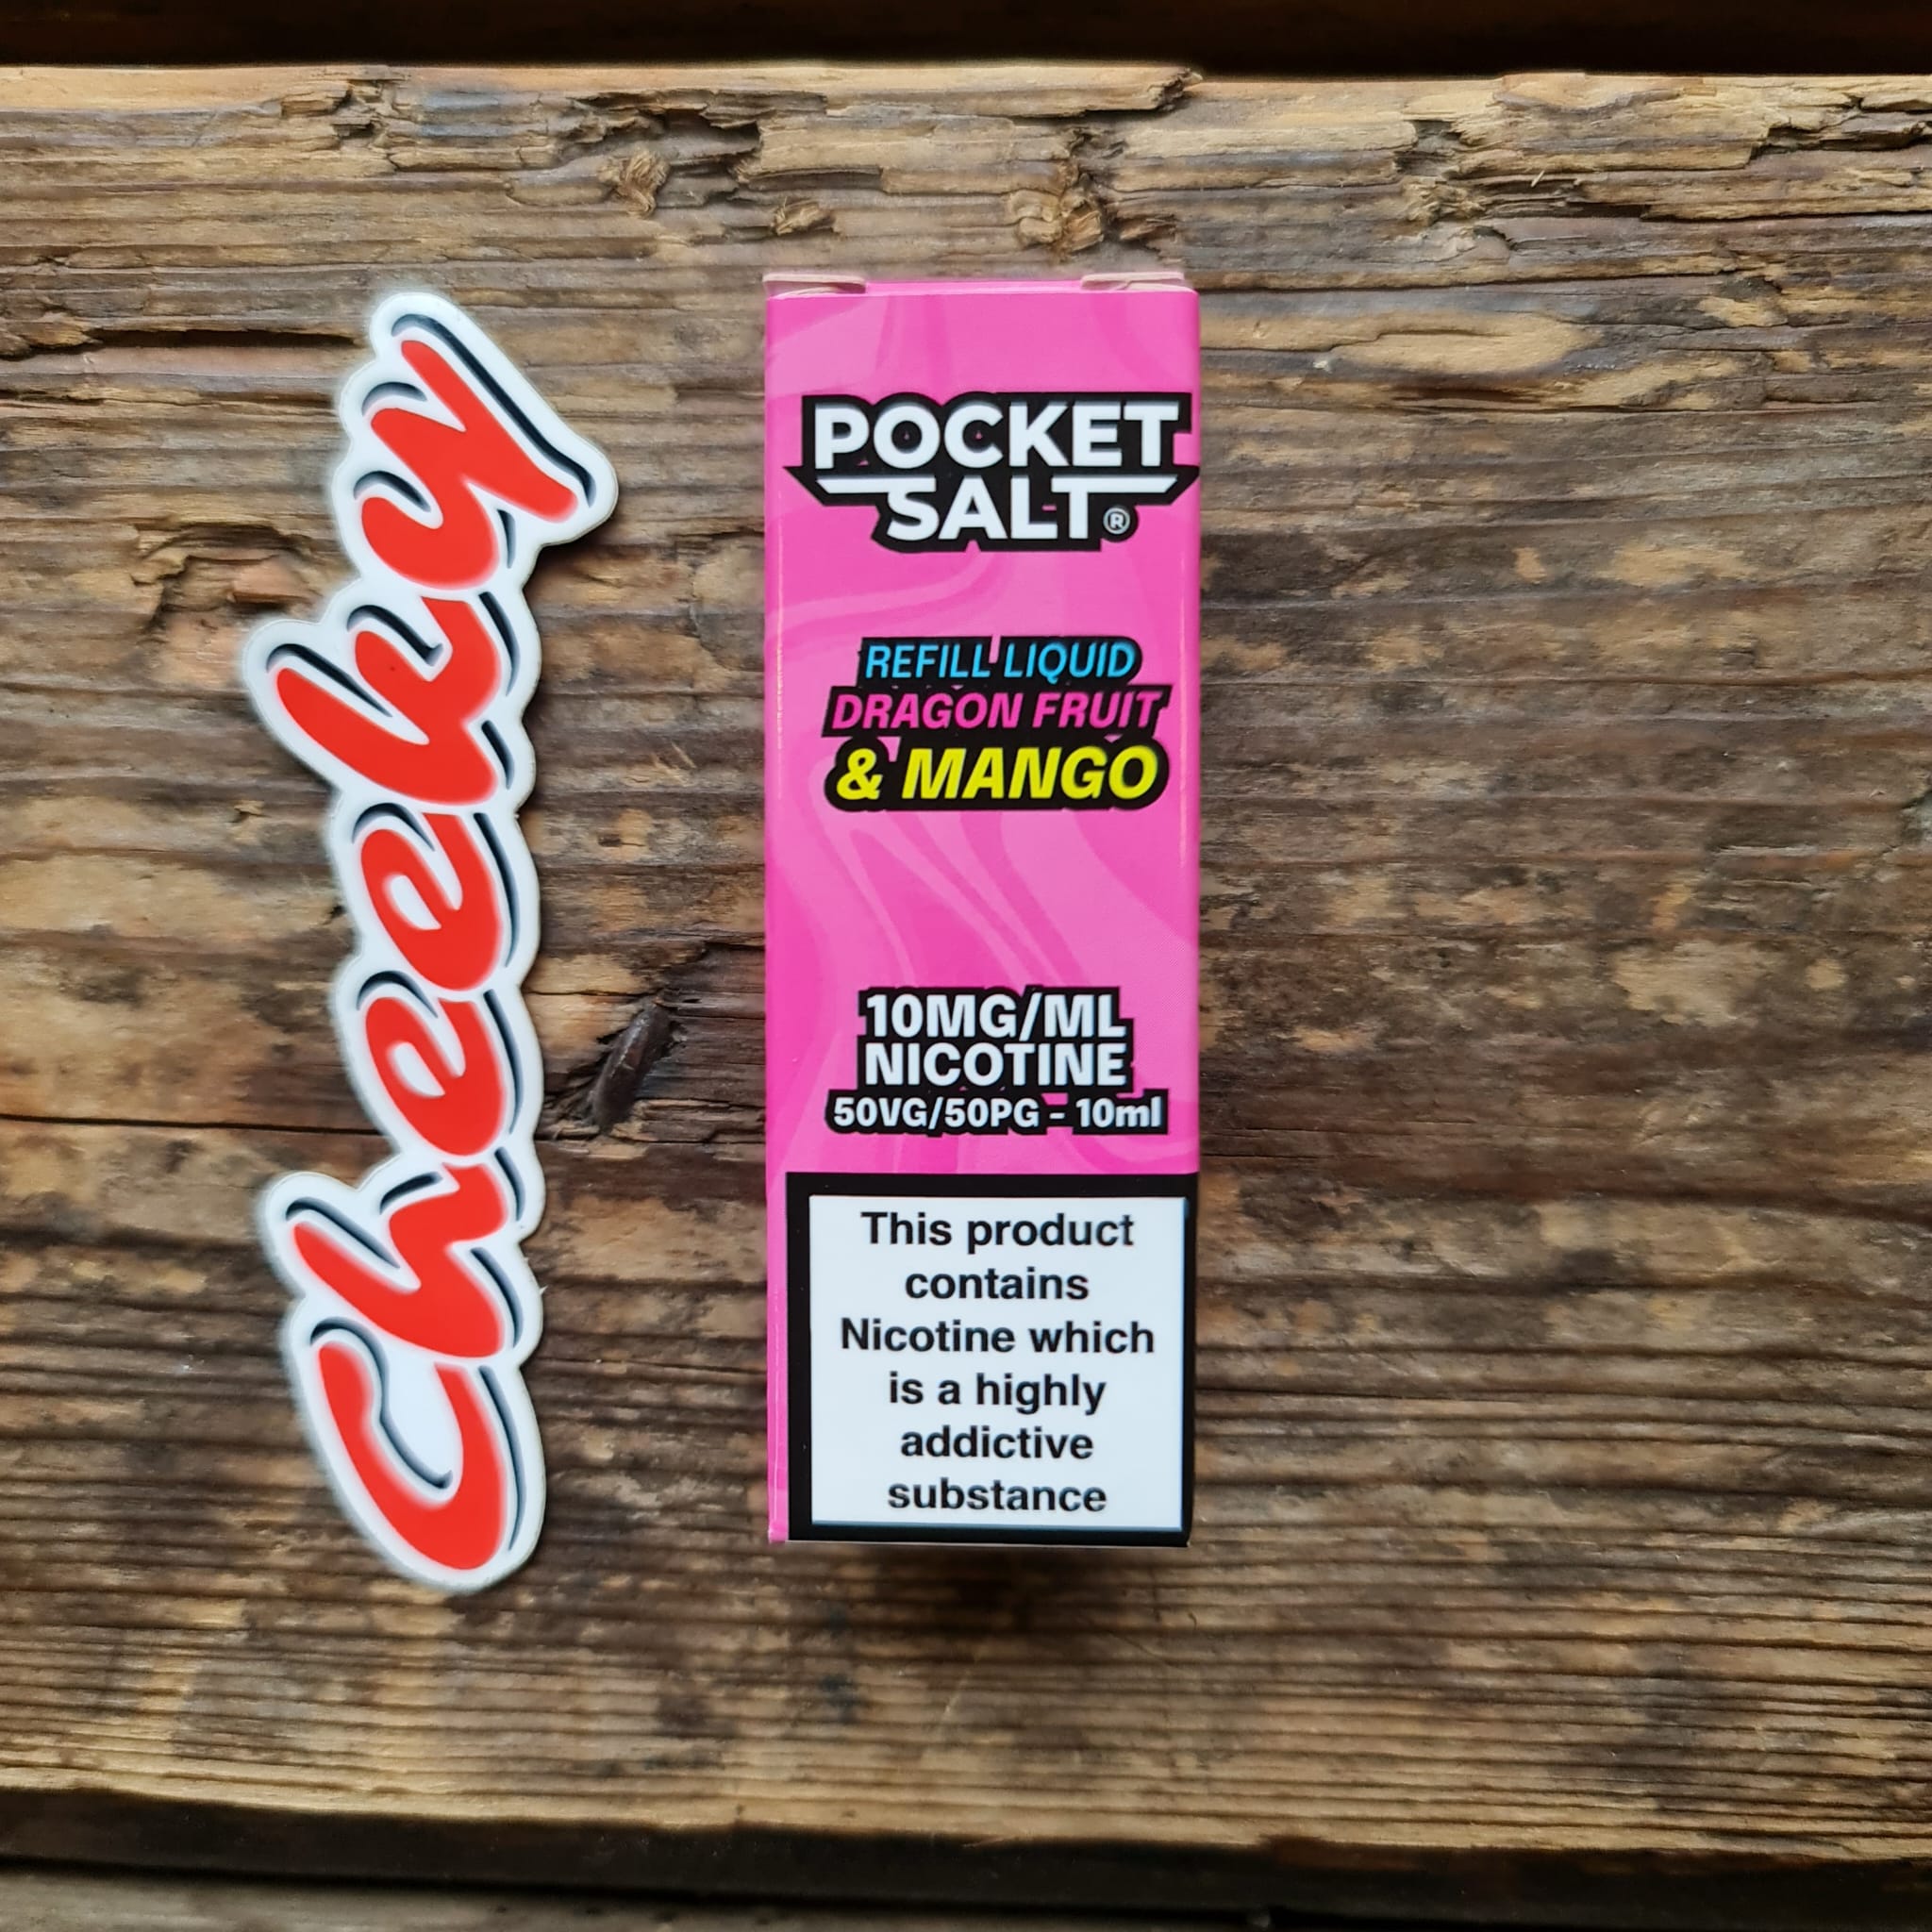 Cheeky
POCKET
SALT®
REFILL LIQUID
DRAGON FRUIT
& MANGO
10MG/ML
NICOTINE
50VG/50PG - 10ml
This product
contains
Nicotine which
is a highly
addictive
substance